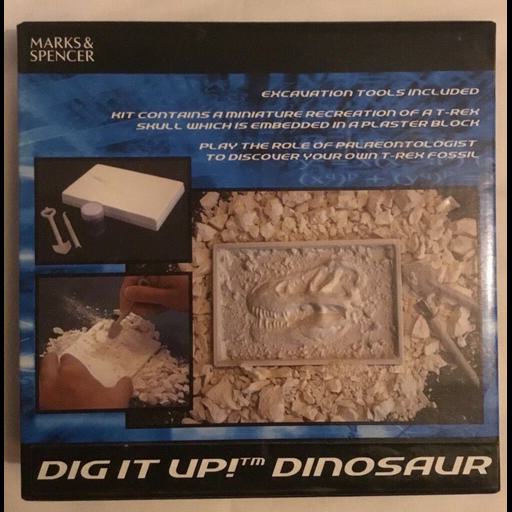 MARKS &
SPENCER
EXCAVATION TOOLS INCLUDED
KIT CONTAINS A MINIATURE RECREATION OF A T-REX
SKULL WHICH IS EMBEDDED IN A PLASTER BLOCK
PLAY THE ROLE OF PALAEONTOLOGIST
TO DISCOVER YOUR OWN T-REX FOSSIL
DIG IT UP!™ DINOSAUR